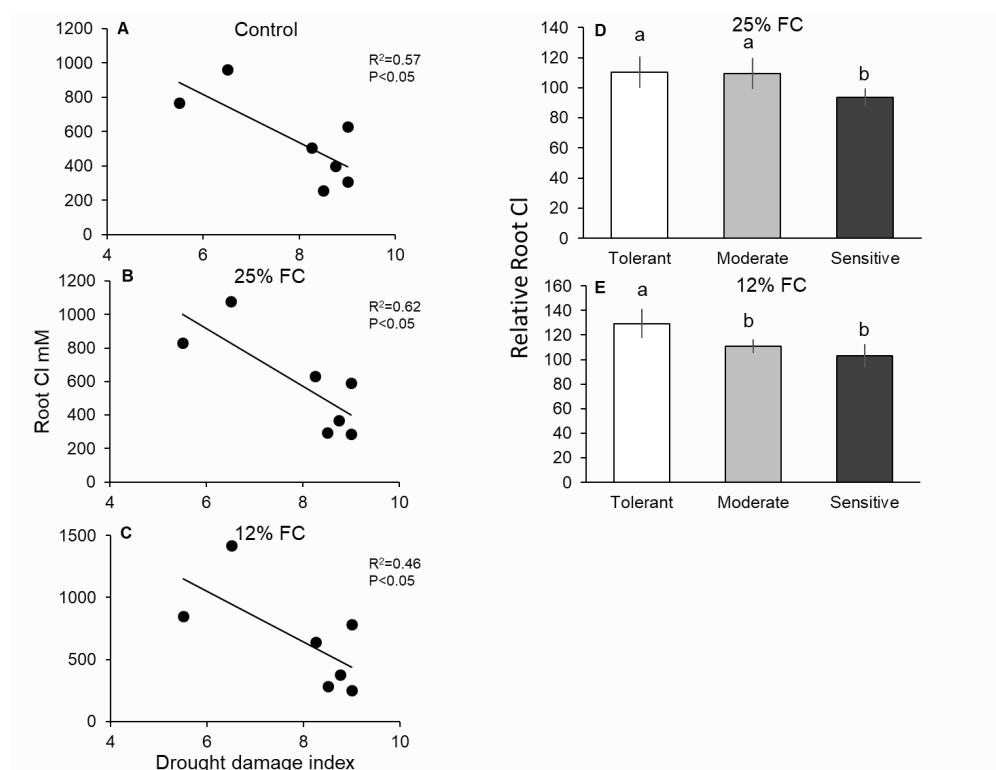 A
Control
R²=0.57
P<0.05
1200
1000
800
600
400
200
0
4 6 8 10
B
25% FC
R²=0.62
P<0.05
1200
1000
800
600
400
200
0
4 6 8 10
Root Cl mM
C
12% FC
R²=0.46
P<0.05
1500
1000
500
0
4 6 8 10
Drought damage index
D
25% FC
140
120
100
80
60
40
20
0
a
a
b
Tolerant Moderate Sensitive
Relative Root Cl
E
12% FC
160
140
120
100
80
60
40
20
0
a
b
b
Tolerant Moderate Sensitive